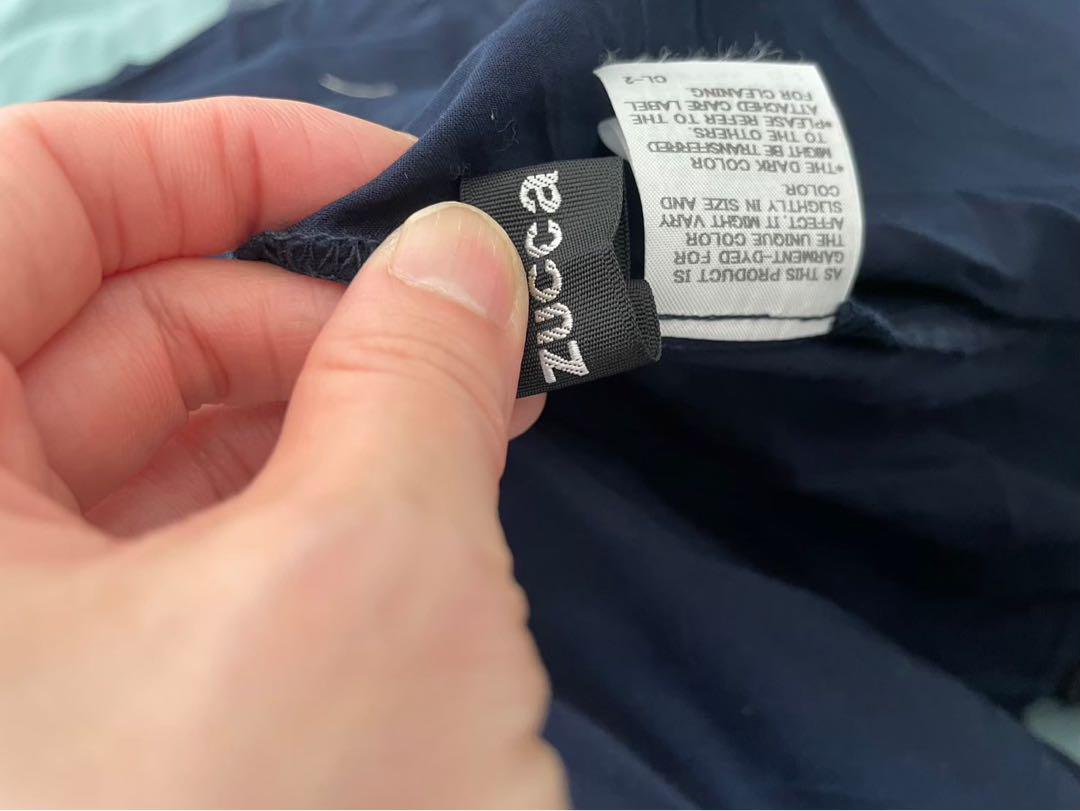 zucca
AS THIS PRODUCT IS
GARMENT-DYED FOR
THE UNIQUE COLOR
AFFECT, IT MIGHT VARY
SLIGHTLY IN SIZE AND
COLOR.
*THE DARK COLOR
MIGHT BE TRANSFERRED
TO THE OTHERS.
*PLEASE REFER TO THE
ATTACHED CARE LABEL
FOR CLEANING.
CL-2